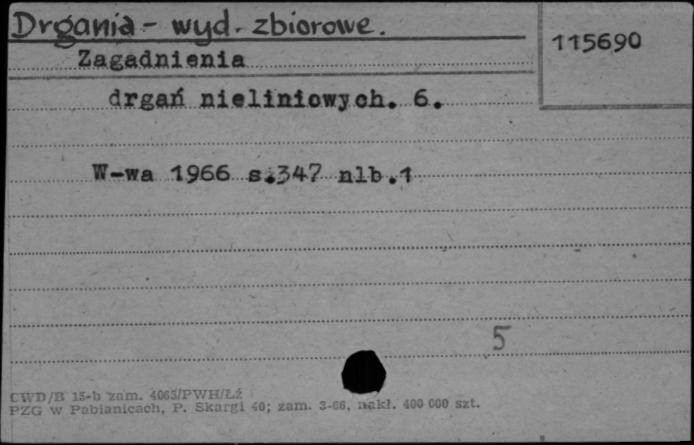 Drgania - wyd. zbiorowe.
115690
Zagadnienia
drgań nieliniowych. 6.
W-wa 1966 s.347 nlb.1
5
CWD/B 15-b zam. 4063/PWH/Łź
PZG w Pabianicach, P. Skargi 40; zam. 3-66, nakł. 400 000 szt.